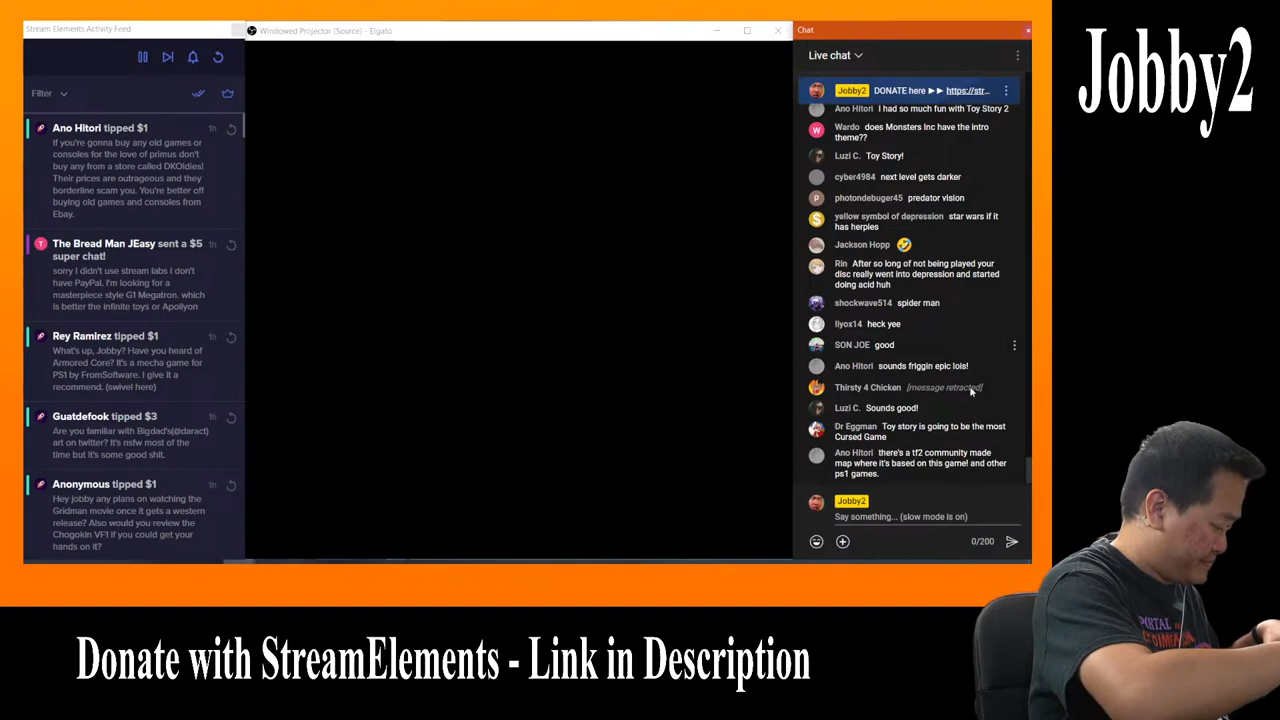 Stream Elements Activity Feed
Filter
Ano Hitori tipped $1
1h
If you're gonna buy any old games or
consoles for the love of primus don't
buy any from a store called DKOldies!
Their prices are outrageous and they
borderline scam you. You're better off
buying old games and consoles from
Ebay.
The Bread Man JEasy sent a $5
super chat!
1h
sorry I didn't use stream labs I don't
have PayPal. I'm looking for a
masterpiece style G1 Megatron. which
is better the Infinite toys or Apollyon
Rey Ramirez tipped $1
1h
What's up, Jobby? Have you heard of
Armored Core? It's a mecha game for
PS1 by FromSoftware. I give it a
recommend. (swivel here)
Guatdefook tipped $3
1h
Are you familiar with Bigdad's(@daract)
art on twitter? It's nsfw most of the
time but it's some good shit.
Anonymous tipped $1
1h
Hey jobby any plans on watching the
Gridman movie once it gets a western
release? Also would you review the
Chogokin VF1 if you could get your
hands on it?
Windowed Projector (Source) - Elgato
Chat
Live chat
Jobby2 DONATE here ►► https://str...
Ano Hitori I had so much fun with Toy Story 2
W Wardo does Monsters Inc have the intro
theme??
Luzi C. Toy Story!
cyber4984 next level gets darker
P photondebuger45 predator vision
yellow symbol of depression star wars if it
has herpies
Jackson Hopp 🤣
Rin After so long of not being played your
disc really went into depression and started
doing acid huh
shockwave514 spider man
llyox14 heck yee
SON JOE good
Ano Hitori sounds friggin epic lois!
Thirsty 4 Chicken [message retracted]
Luzi C. Sounds good!
Dr Eggman Toy story is going to be the most
Cursed Game
Ano Hitori there's a tf2 community made
map where it's based on this game! and other
ps1 games.
Jobby2
Say something... (slow mode is on)
0/200
Jobby2
Donate with StreamElements - Link in Description